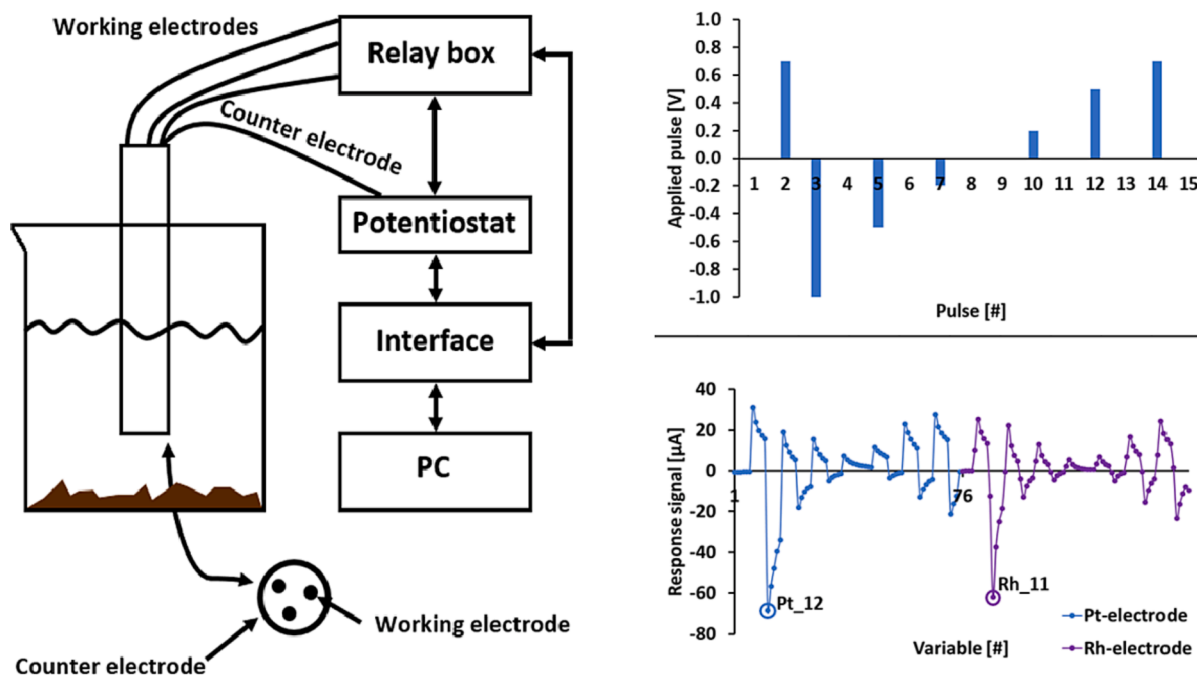 Working electrodes
Relay box
Counter electrode
Potentiostat
Interface
PC
Working electrode
Counter electrode
Applied pulse [V]
1.0
0.8
0.6
0.4
0.2
0.0
-0.2
-0.4
-0.6
-0.8
-1.0
1 2 3 4 5 6 7 8 9 10 11 12 13 14 15
Pulse [#]
Response signal [µA]
40
20
0
-20
-40
-60
-80
1 76
Pt_12
Rh_11
Pt-electrode
Rh-electrode
Variable [#]